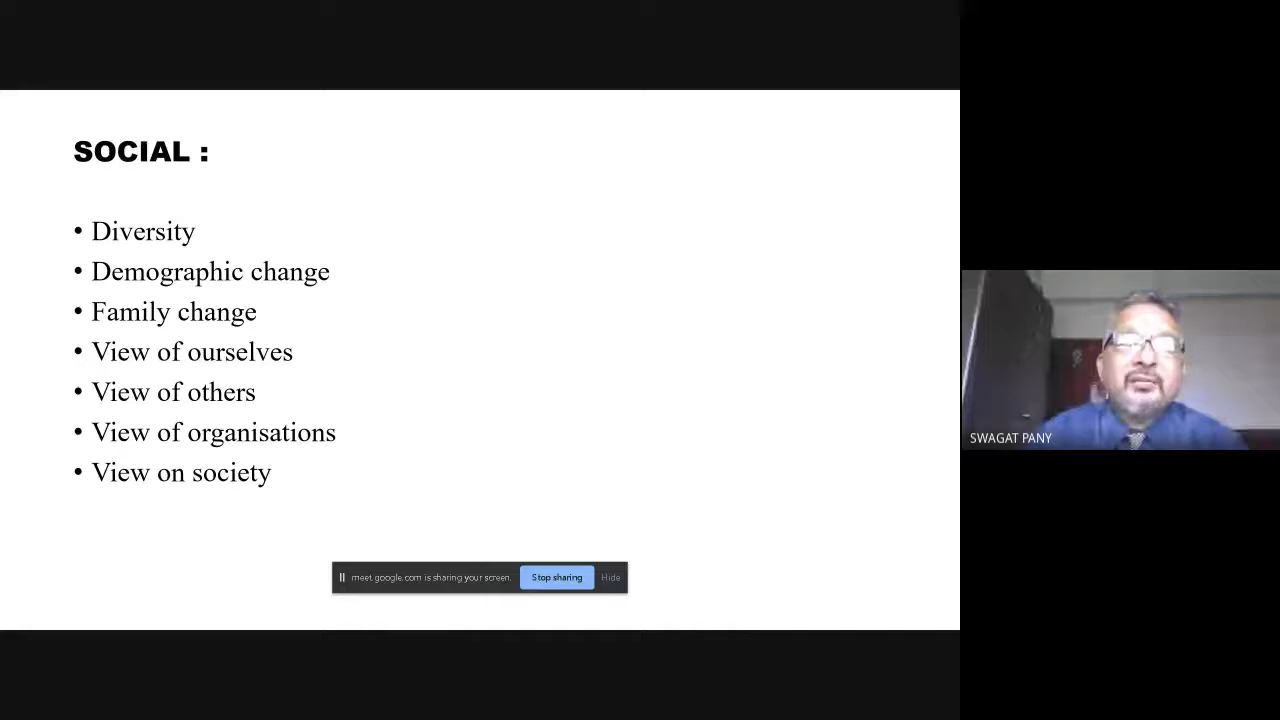 SOCIAL :
• Diversity
• Demographic change
• Family change
• View of ourselves
• View of others
• View of organisations
• View on society
meet.google.com is sharing your screen. Stop sharing Hide
SWAGAT PANY